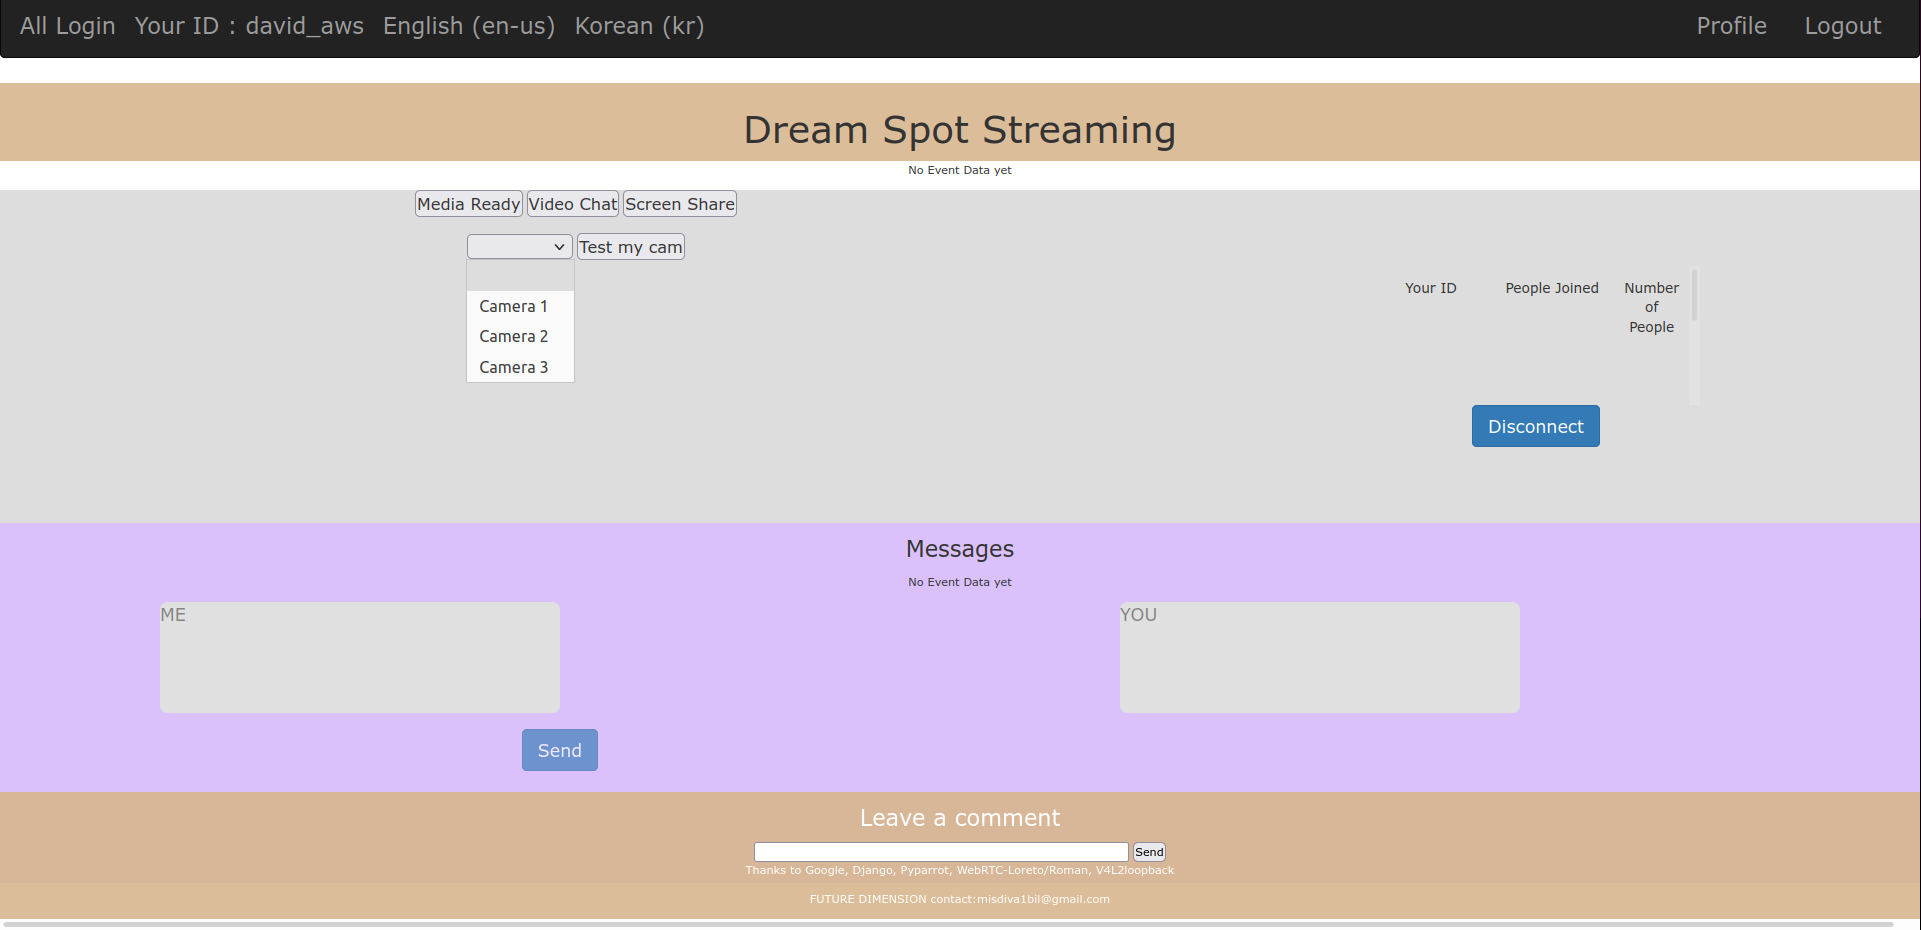 All Login Your ID : david_aws English (en-us) Korean (kr) Profile Logout
Dream Spot Streaming
No Event Data yet
Media Ready Video Chat Screen Share
Test my cam
Camera 1
Camera 2
Camera 3
Your ID People Joined Number
of
People
Disconnect
Messages
No Event Data yet
ME YOU
Send
Leave a comment
Send
Thanks to Google, Django, Pyparrot, WebRTC-Loreto/Roman, V4L2loopback
FUTURE DIMENSION contact:misdiva1bil@gmail.com